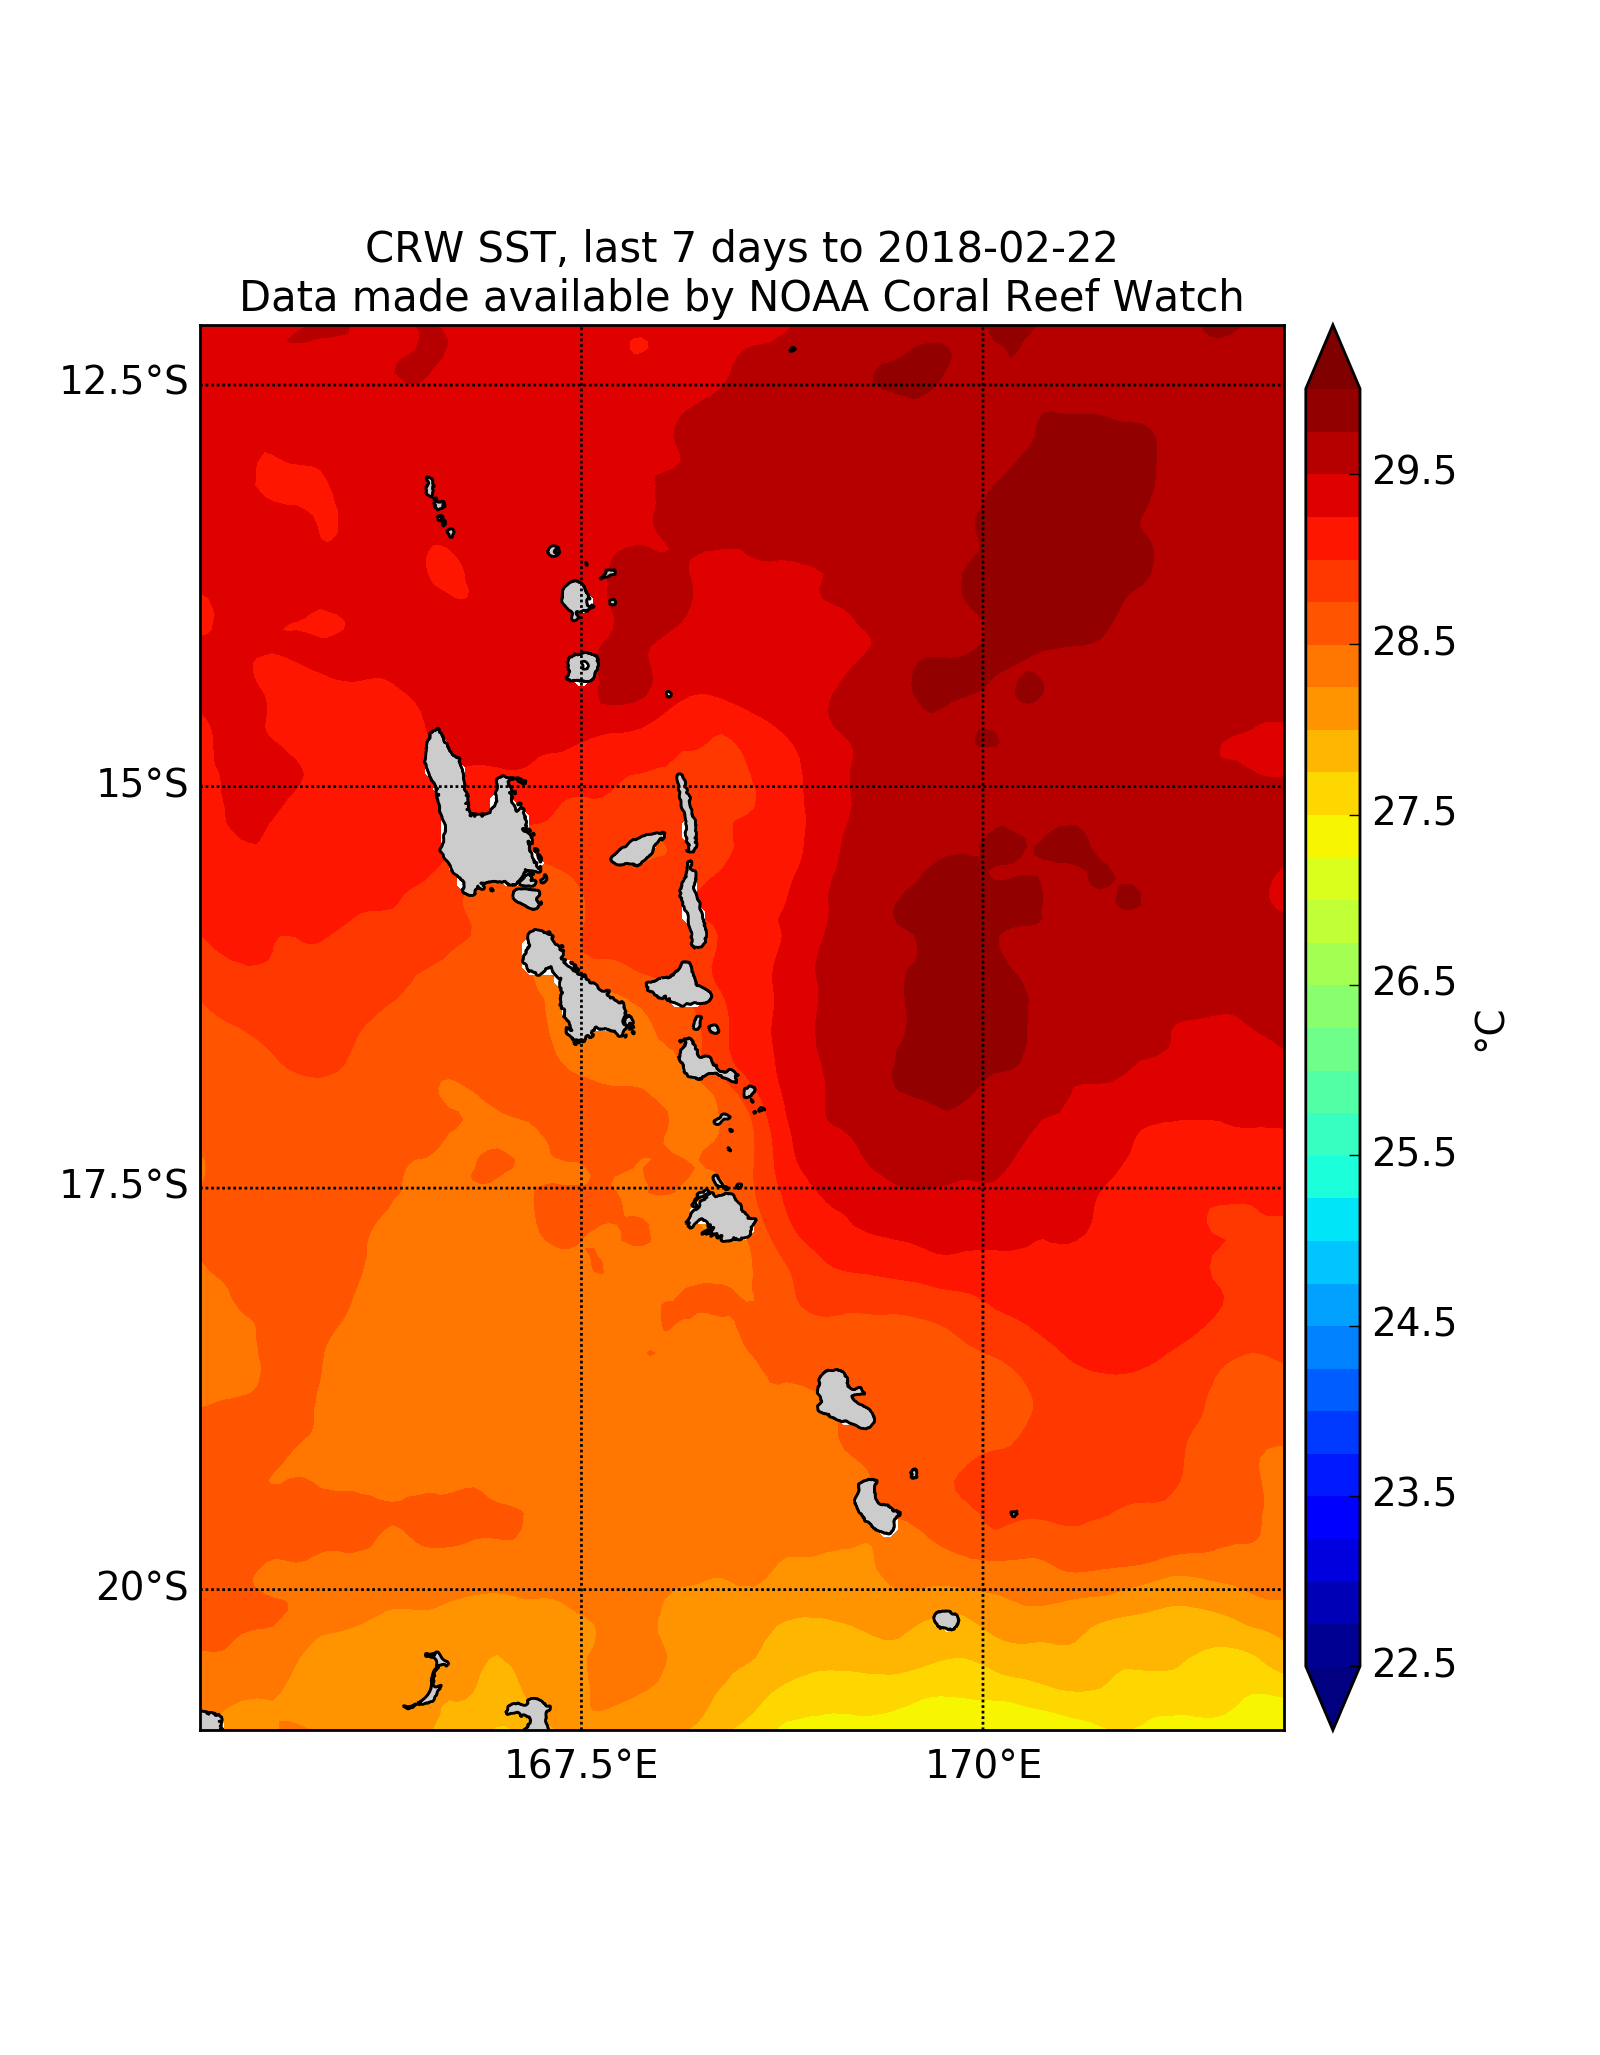 CRW SST, last 7 days to 2018-02-22
Data made available by NOAA Coral Reef Watch
12.5°S
15°S
17.5°S
20°S
167.5°E
170°E
29.5
28.5
27.5
26.5
25.5
24.5
23.5
22.5
°C